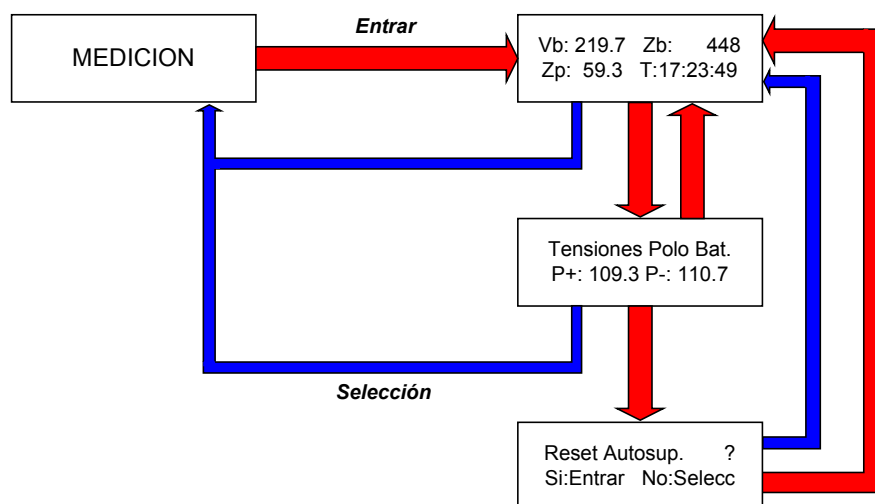 Entrar
MEDICION
Vb: 219.7 Zb: 448
Zp: 59.3 T:17:23:49
Tensiones Polo Bat.
P+: 109.3 P-: 110.7
Selección
Reset Autosup. ?
Si:Entrar No:Selecc